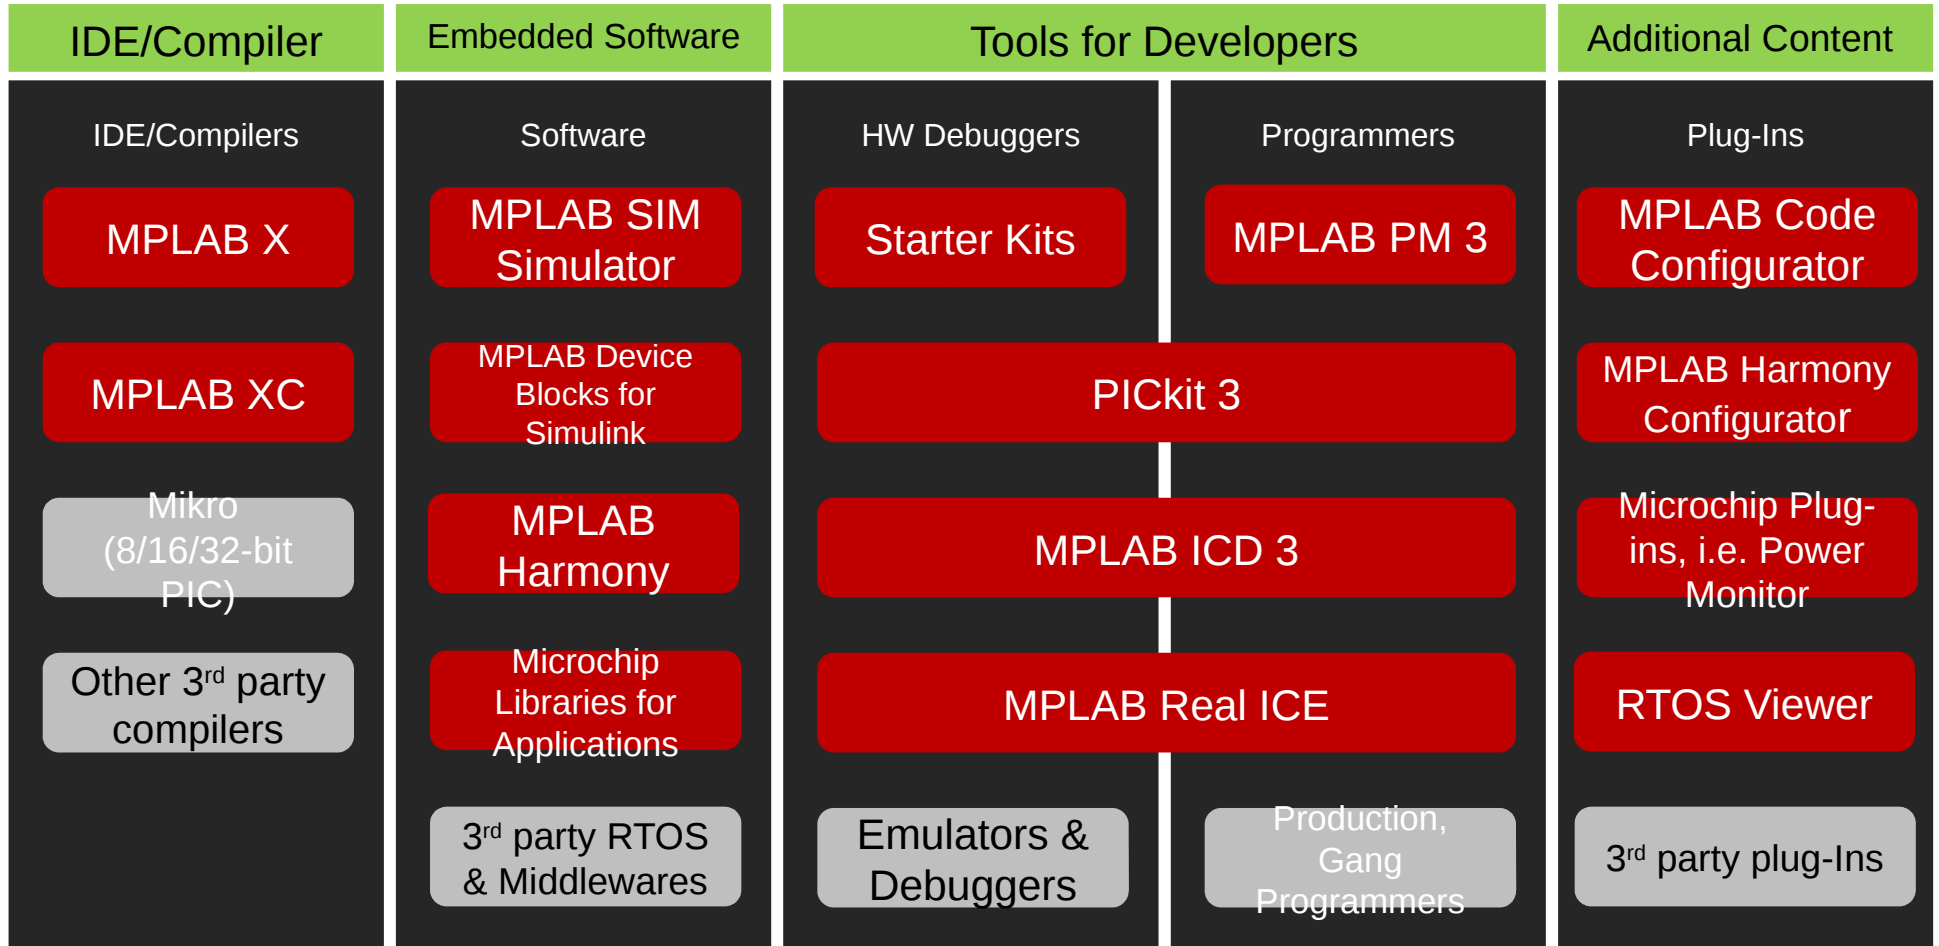 IDE/Compiler
Embedded Software
Tools for Developers
Additional Content
IDE/Compilers
MPLAB X
MPLAB XC
Mikro
(8/16/32-bit
PIC)
Other 3rd party
compilers
Software
MPLAB SIM
Simulator
MPLAB Device
Blocks for
Simulink
MPLAB
Harmony
Microchip
Libraries for
Applications
3rd party RTOS
& Middlewares
HW Debuggers
Programmers
Starter Kits
MPLAB PM 3
PICkit 3
MPLAB ICD 3
MPLAB Real ICE
Emulators &
Debuggers
Production,
Gang
Programmers
Plug-Ins
MPLAB Code
Configurator
MPLAB Harmony
Configurator
Microchip Plug-
ins, i.e. Power
Monitor
RTOS Viewer
3rd party plug-Ins